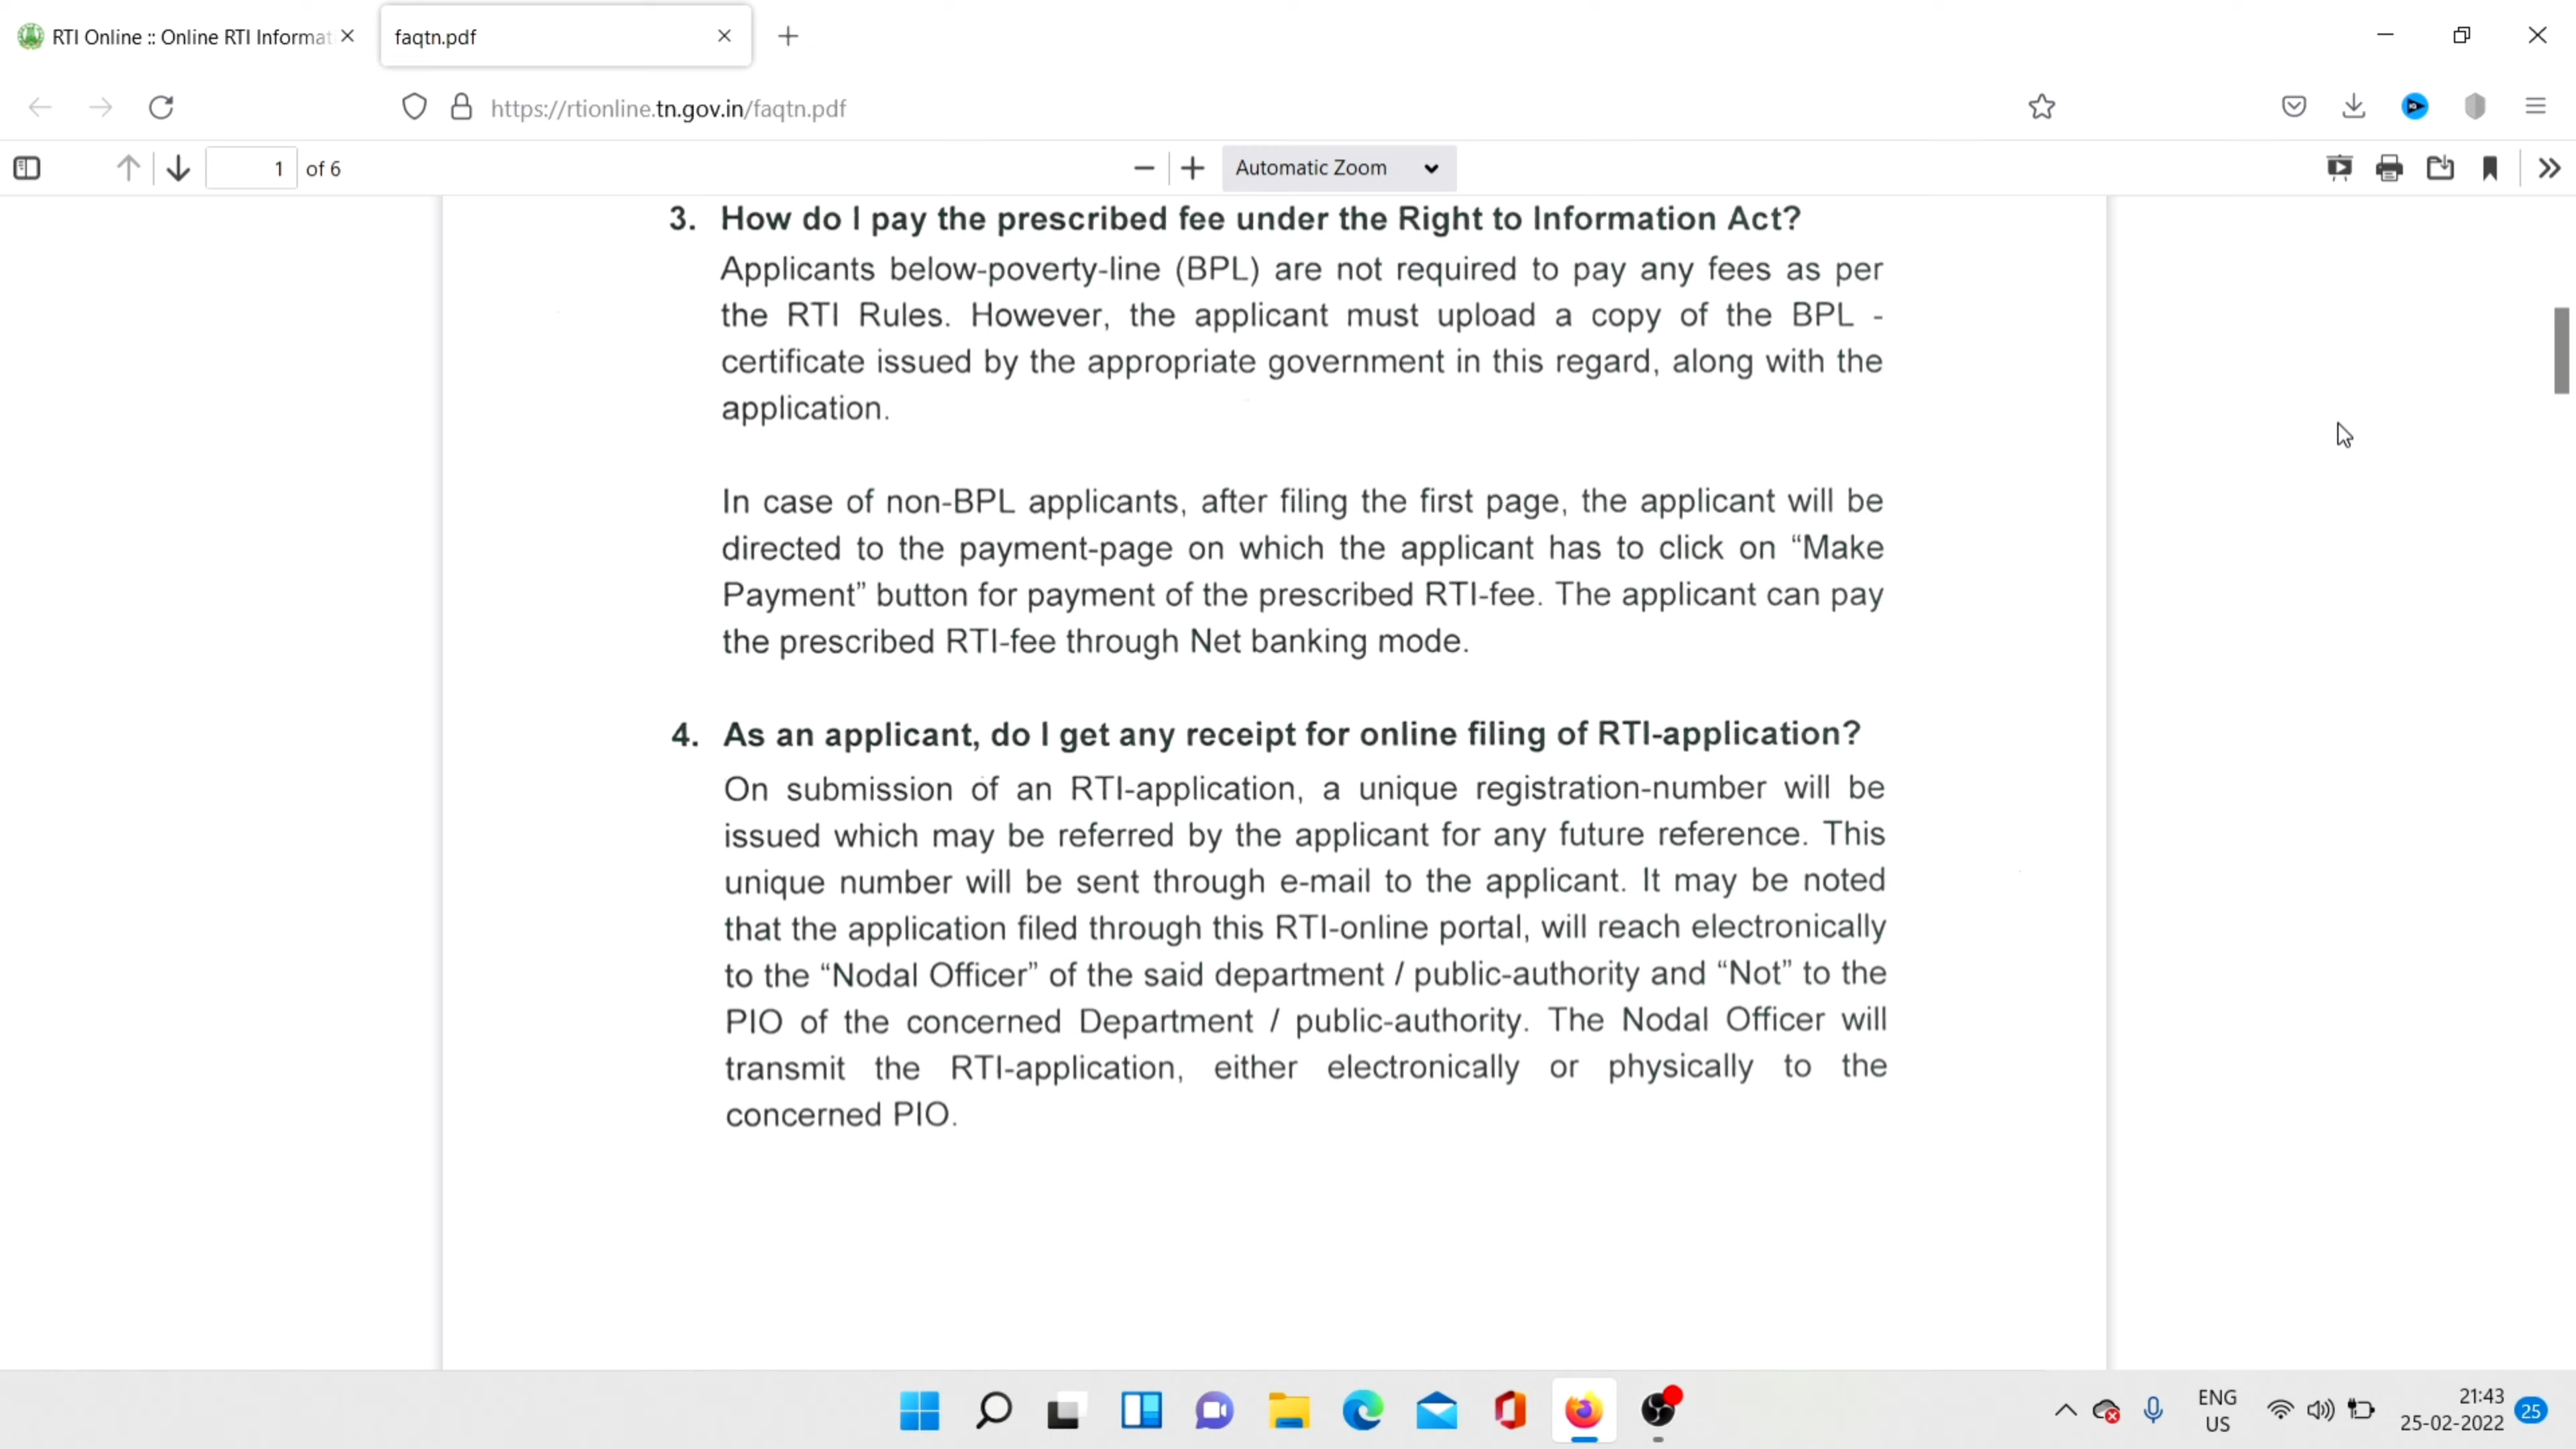 RTI Online :: Online RTI Informat
faqtn.pdf
https://rtionline.tn.gov.in/faqtn.pdf
1 of 6
Automatic Zoom
3. How do I pay the prescribed fee under the Right to Information Act?
Applicants below-poverty-line (BPL) are not required to pay any fees as per
the RTI Rules. However, the applicant must upload a copy of the BPL -
certificate issued by the appropriate government in this regard, along with the
application.
In case of non-BPL applicants, after filing the first page, the applicant will be
directed to the payment-page on which the applicant has to click on “Make
Payment” button for payment of the prescribed RTI-fee. The applicant can pay
the prescribed RTI-fee through Net banking mode.
4. As an applicant, do I get any receipt for online filing of RTI-application?
On submission of an RTI-application, a unique registration-number will be
issued which may be referred by the applicant for any future reference. This
unique number will be sent through e-mail to the applicant. It may be noted
that the application filed through this RTI-online portal, will reach electronically
to the “Nodal Officer” of the said department / public-authority and “Not” to the
PIO of the concerned Department / public-authority. The Nodal Officer will
transmit the RTI-application, either electronically or physically to the
concerned PIO.
ENG
US
21:43
25-02-2022
25